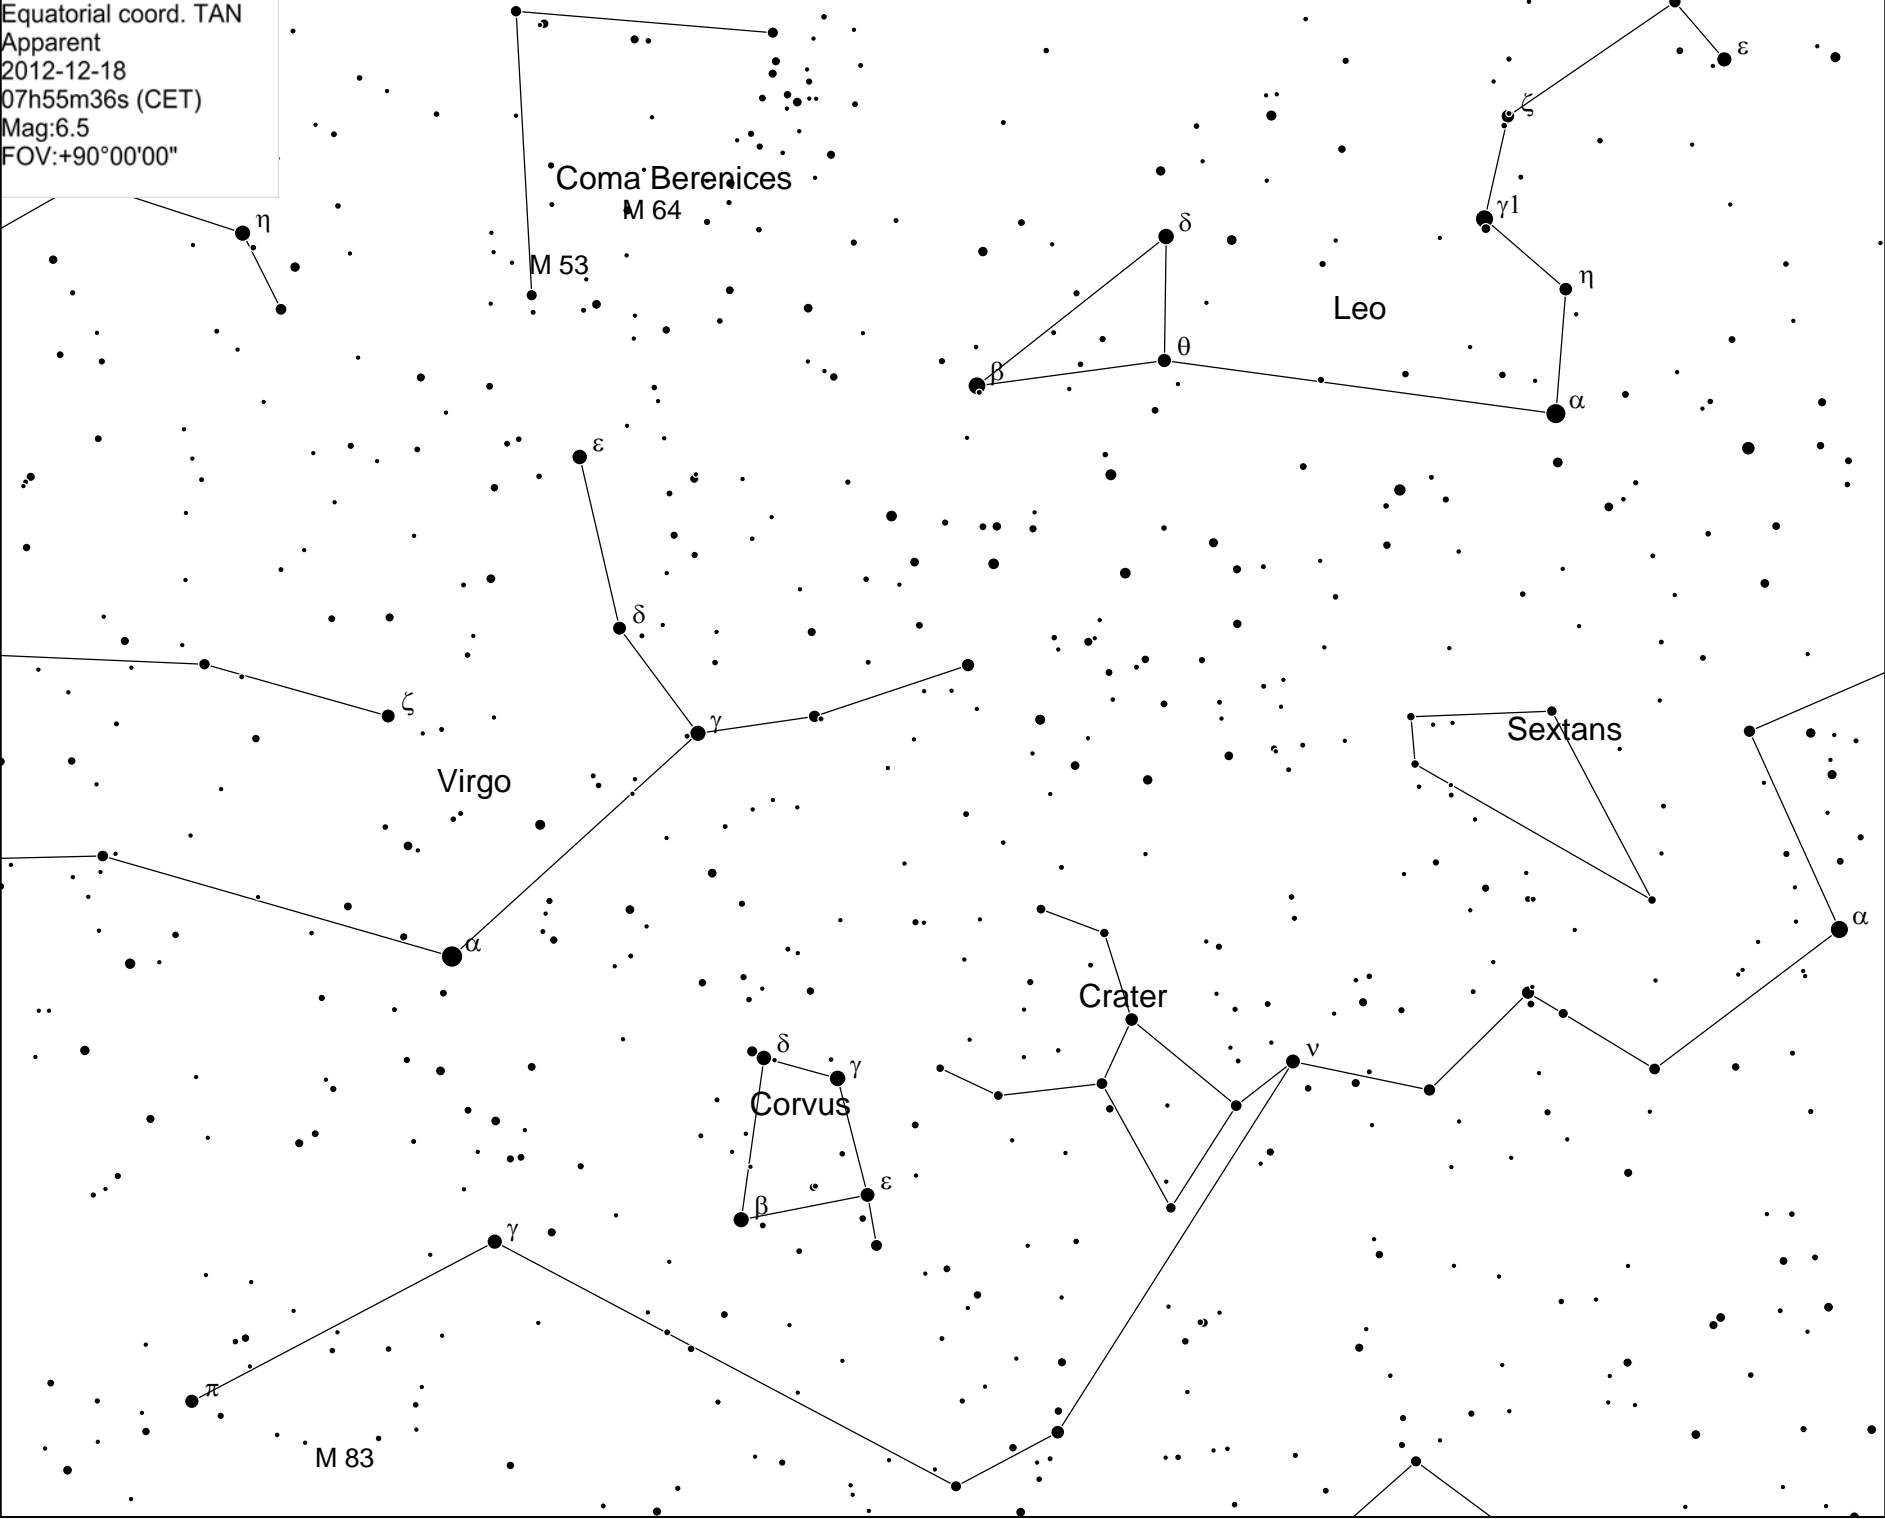 Equatorial coord. TAN
Apparent
2012-12-18
07h55m36s (CET)
Mag:6.5
FOV:+90°00'00"
ε
ζ
Coma Berenices
M 64
γ1
η
δ
M 53
η
Leo
θ
β
α
ε
δ
ζ
γ
Sextans
Virgo
α
α
Crater
δ
ν
γ
Corvus
ε
β
γ
π
M 83